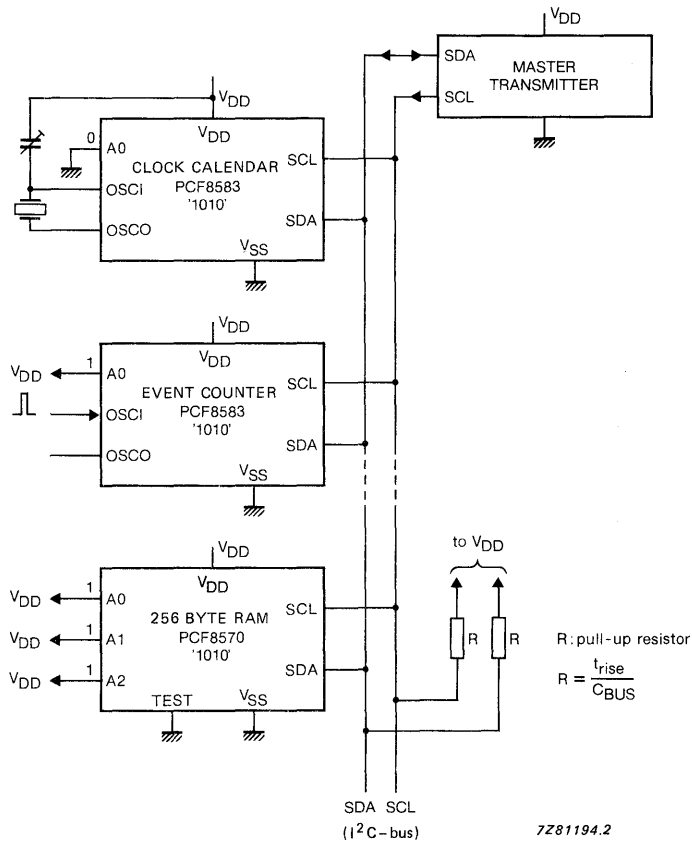 VDD
SDA
MASTER
TRANSMITTER
SCL
VDD
VDD
0
A0
CLOCK CALENDAR
PCF8583
'1010'
SCL
OSCI
OSCO
SDA
VSS
VDD
VDD
VDD
1
A0
EVENT COUNTER
PCF8583
'1010'
SCL
OSCI
OSCO
SDA
VSS
VDD
VDD
VDD
1
A0
256 BYTE RAM
PCF8570
'1010'
SCL
VDD
1
A1
VDD
1
A2
SDA
TEST
VSS
to VDD
R
R
R: pull-up resistor
R = trise / CBUS
SDA SCL
(I²C-bus)
7Z81194.2